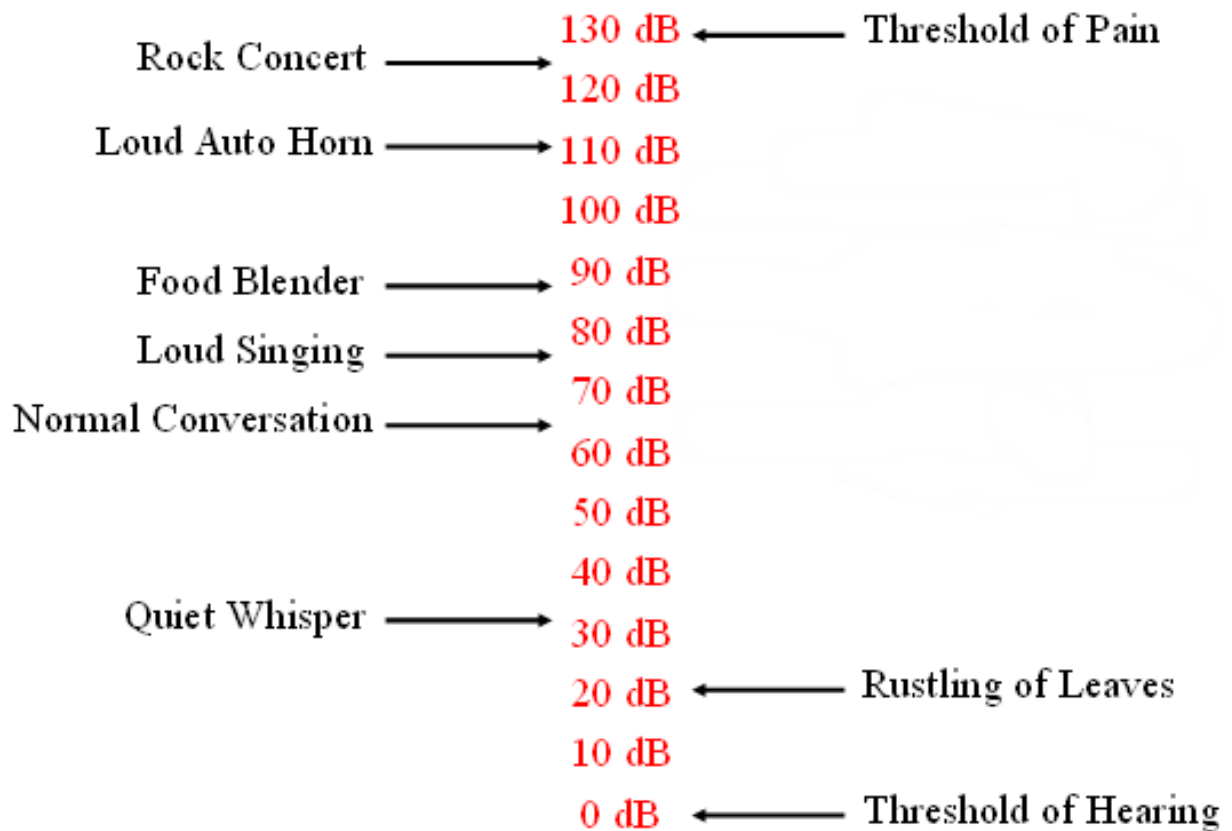 130 dB
Threshold of Pain
Rock Concert
120 dB
Loud Auto Horn
110 dB
100 dB
Food Blender
90 dB
80 dB
Loud Singing
70 dB
Normal Conversation
60 dB
50 dB
40 dB
Quiet Whisper
30 dB
20 dB
Rustling of Leaves
10 dB
0 dB
Threshold of Hearing